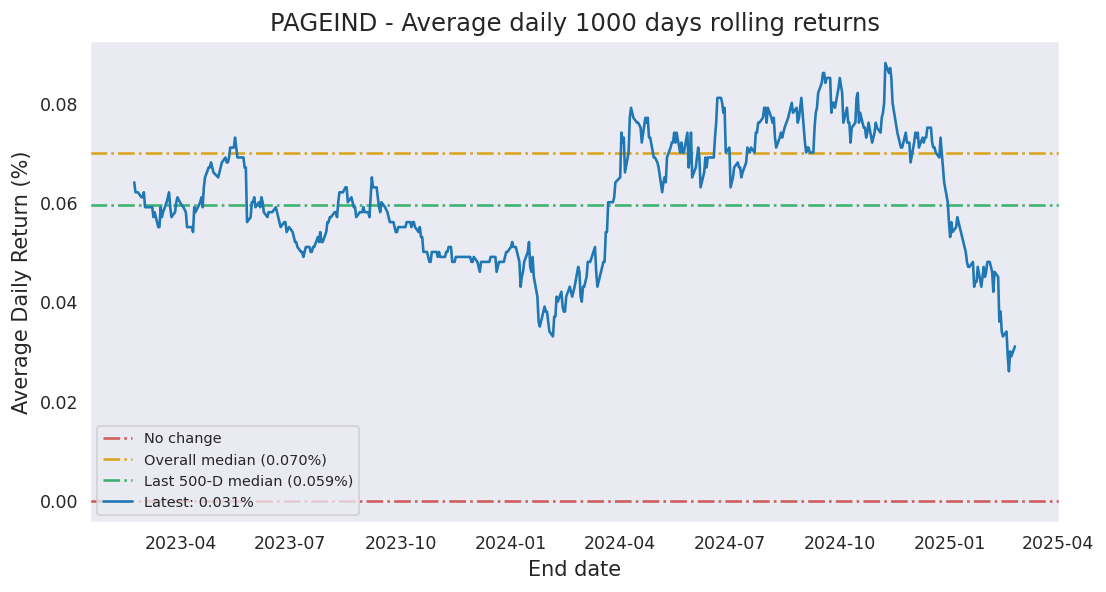 PAGEIND - Average daily 1000 days rolling returns
Average Daily Return (%)
0.08
0.06
0.04
0.02
0.00
No change
Overall median (0.070%)
Last 500-D median (0.059%)
Latest: 0.031%
2023-04 2023-07 2023-10 2024-01 2024-04 2024-07 2024-10 2025-01 2025-04
End date